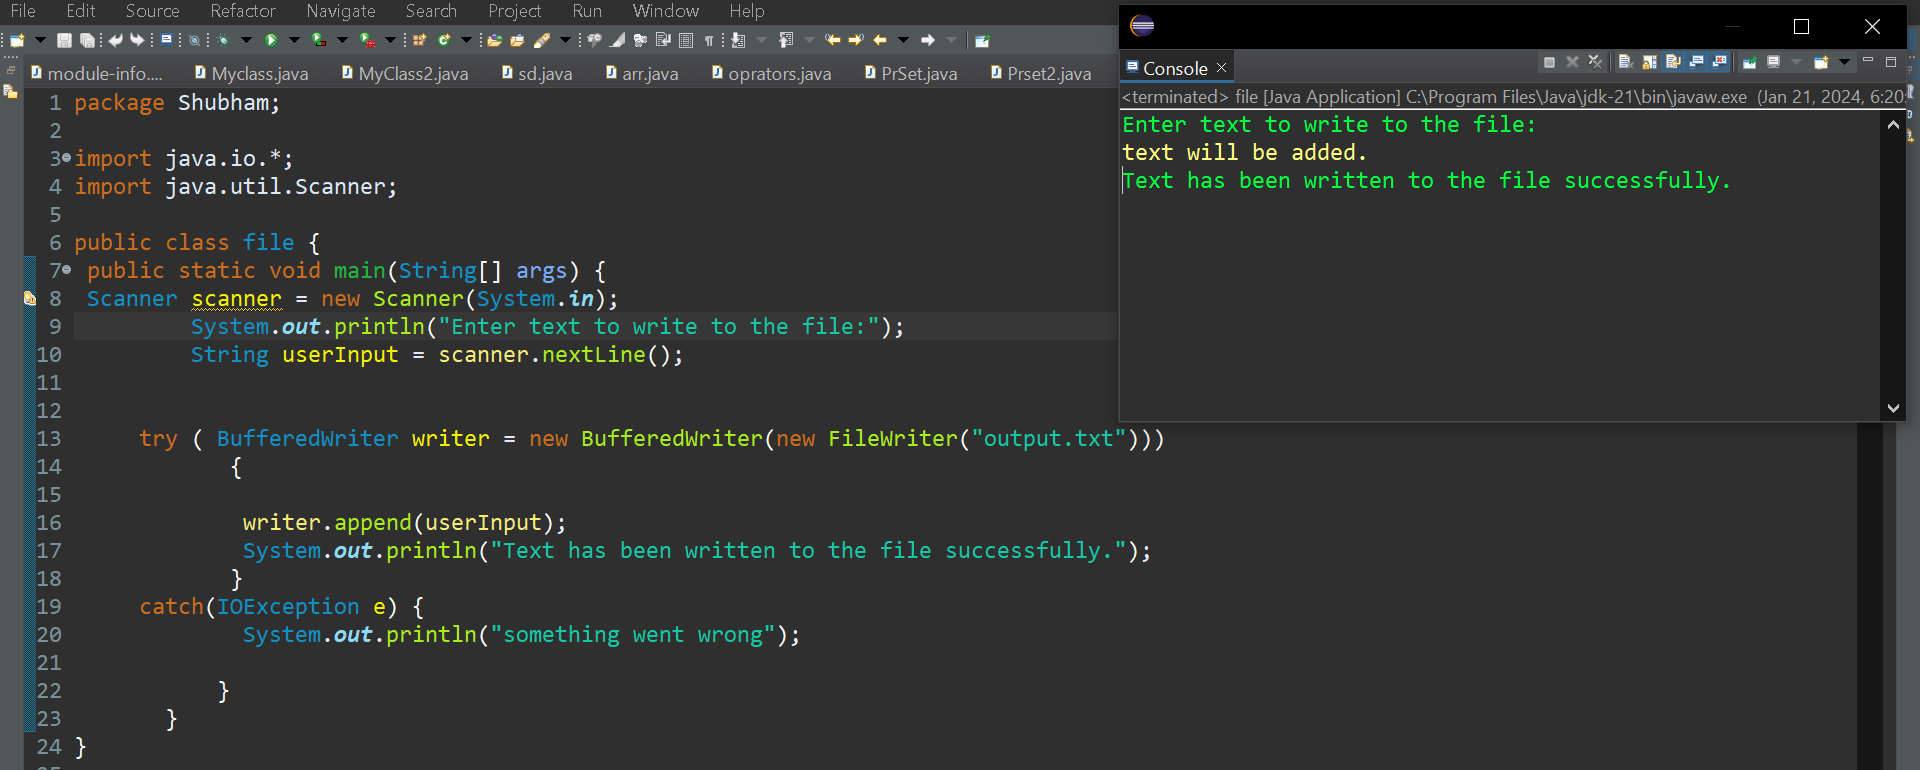 File Edit Source Refactor Navigate Search Project Run Window Help
module-info.... Myclass.java MyClass2.java sd.java arr.java oprators.java PrSet.java Prset2.java
1 package Shubham;
2
3 import java.io.*;
4 import java.util.Scanner;
5
6 public class file {
7 public static void main(String[] args) {
8 Scanner scanner = new Scanner(System.in);
9 System.out.println("Enter text to write to the file:");
10 String userInput = scanner.nextLine();
11
12
13 try ( BufferedWriter writer = new BufferedWriter(new FileWriter("output.txt")))
14 {
15
16 writer.append(userInput);
17 System.out.println("Text has been written to the file successfully.");
18 }
19 catch(IOException e) {
20 System.out.println("something went wrong");
21
22 }
23 }
24 }
Console
<terminated> file [Java Application] C:\Program Files\Java\jdk-21\bin\javaw.exe (Jan 21, 2024, 6:20:
Enter text to write to the file:
text will be added.
Text has been written to the file successfully.